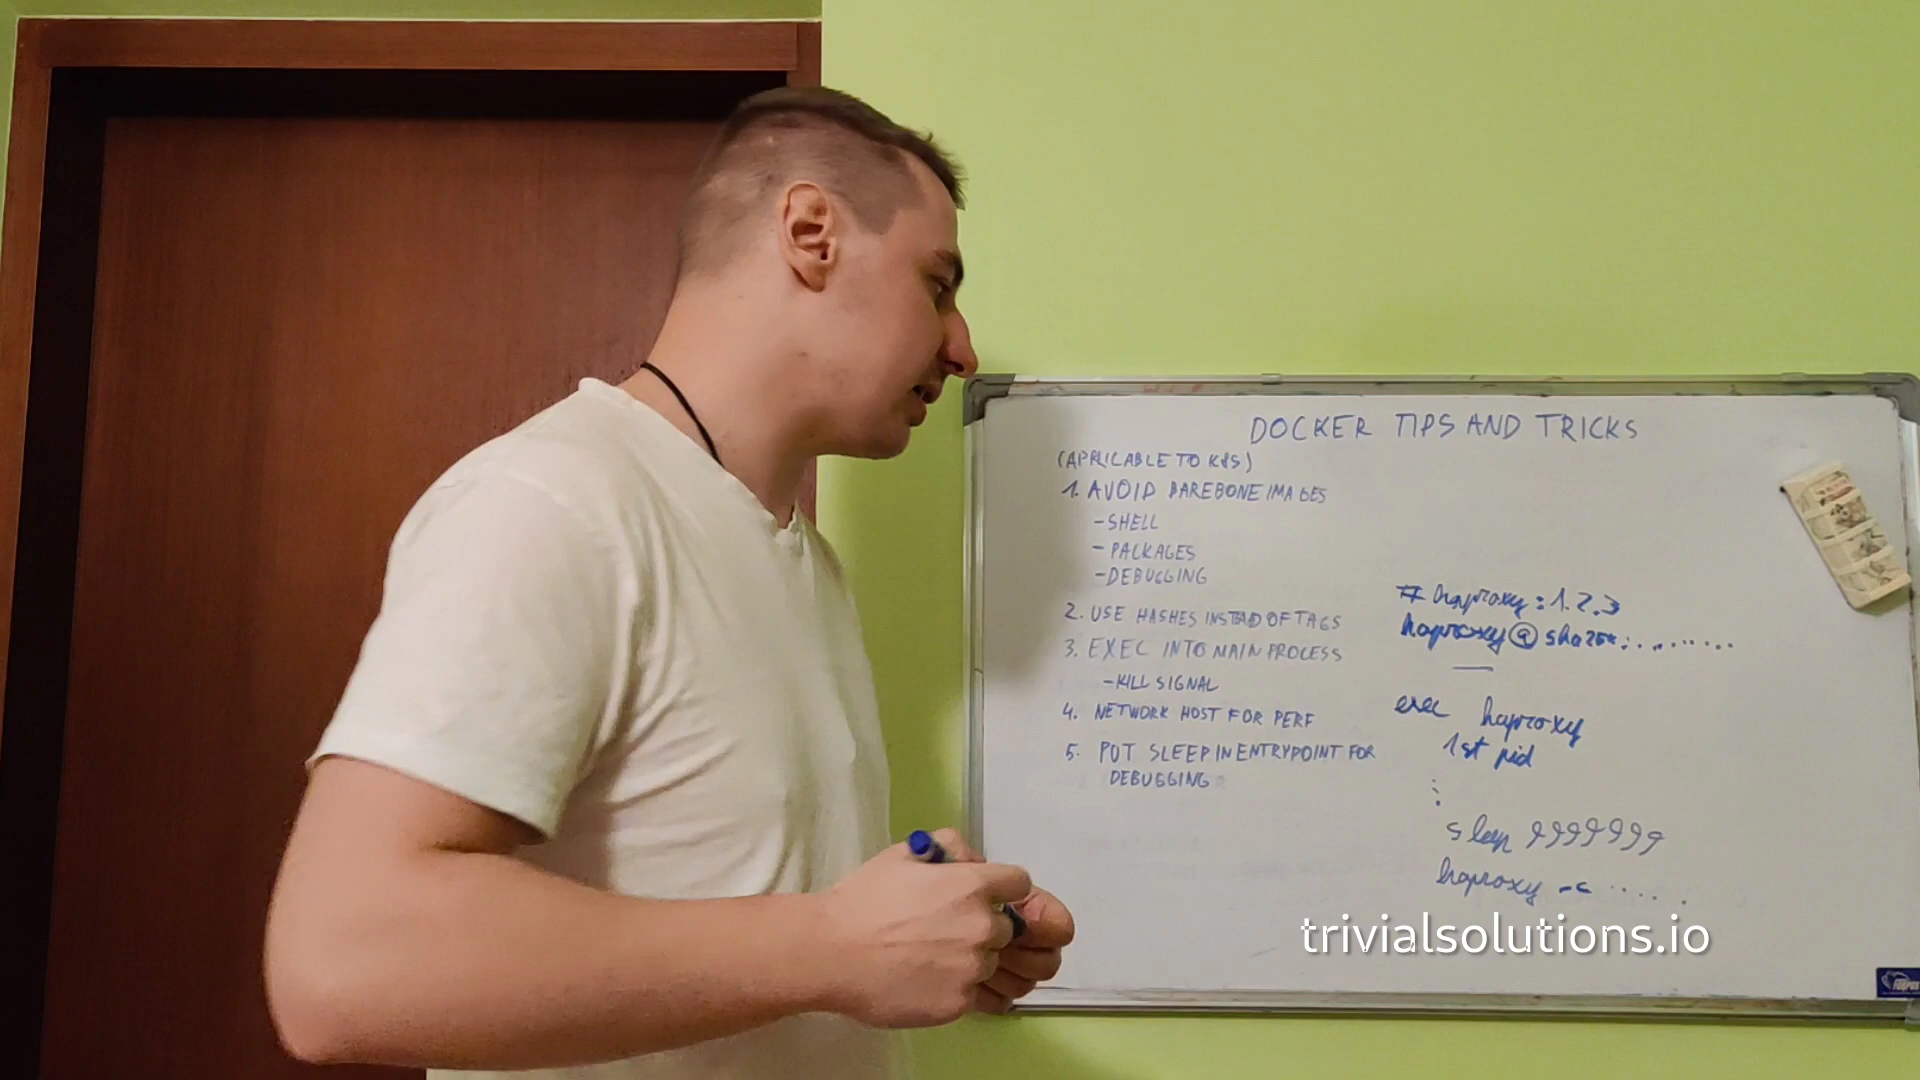 DOCKER TIPS AND TRICKS
(APPLICABLE TO K8S)
1. AVOID BAREBONE IMAGES
-SHELL
-PACKAGES
-DEBUGGING
2. USE HASHES INSTEAD OF TAGS
3. EXEC INTO MAIN PROCESS
-KILL SIGNAL
4. NETWORK HOST FOR PERF
5. PUT SLEEP IN ENTRYPOINT FOR
DEBUGGING
# haproxy:1.2.3
haproxy@sha256:.........
exec haproxy
1st pid
:
sleep 9999999
haproxy -c .....
trivialsolutions.io